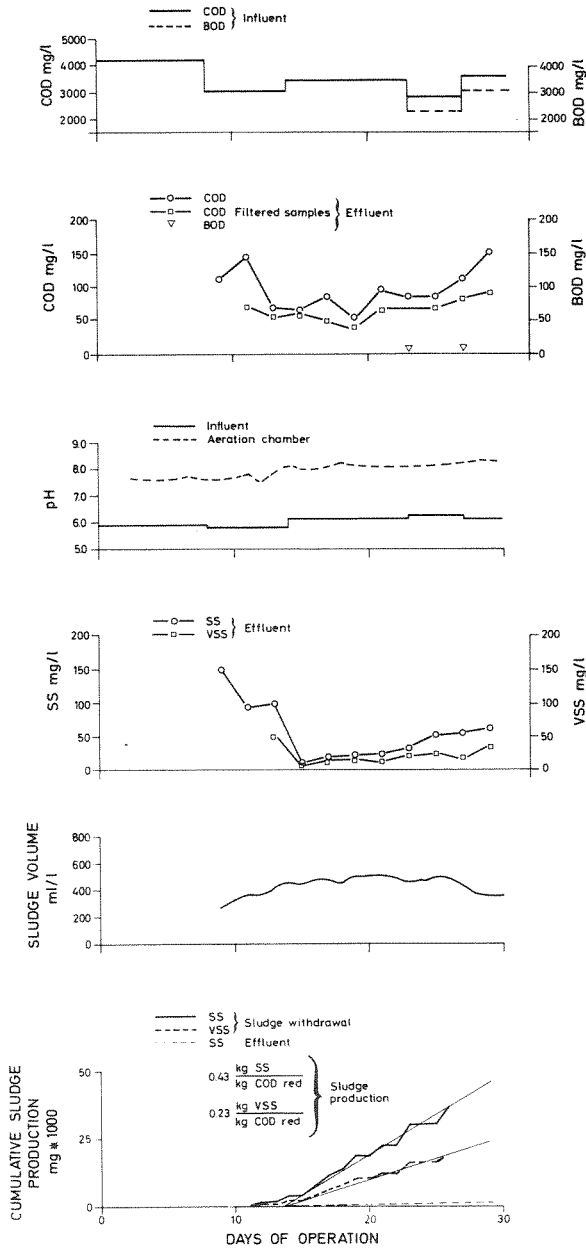 COD
BOD
Influent
COD mg/l
5000
4000
3000
2000
BOD mg/l
4000
3000
2000
COD
COD Filtered samples
BOD
Effluent
COD mg/l
200
150
100
50
0
BOD mg/l
200
150
100
50
0
Influent
Aeration chamber
pH
9.0
8.0
7.0
6.0
5.0
SS
VSS
Effluent
SS mg/l
200
150
100
50
0
VSS mg/l
200
150
100
50
0
SLUDGE VOLUME
ml/l
800
600
400
200
0
SS
VSS
Sludge withdrawal
SS Effluent
0.43 kg SS
kg COD red
0.23 kg VSS
kg COD red
Sludge
production
CUMULATIVE SLUDGE
PRODUCTION
mg * 1000
50
25
0
0 10 20 30
DAYS OF OPERATION